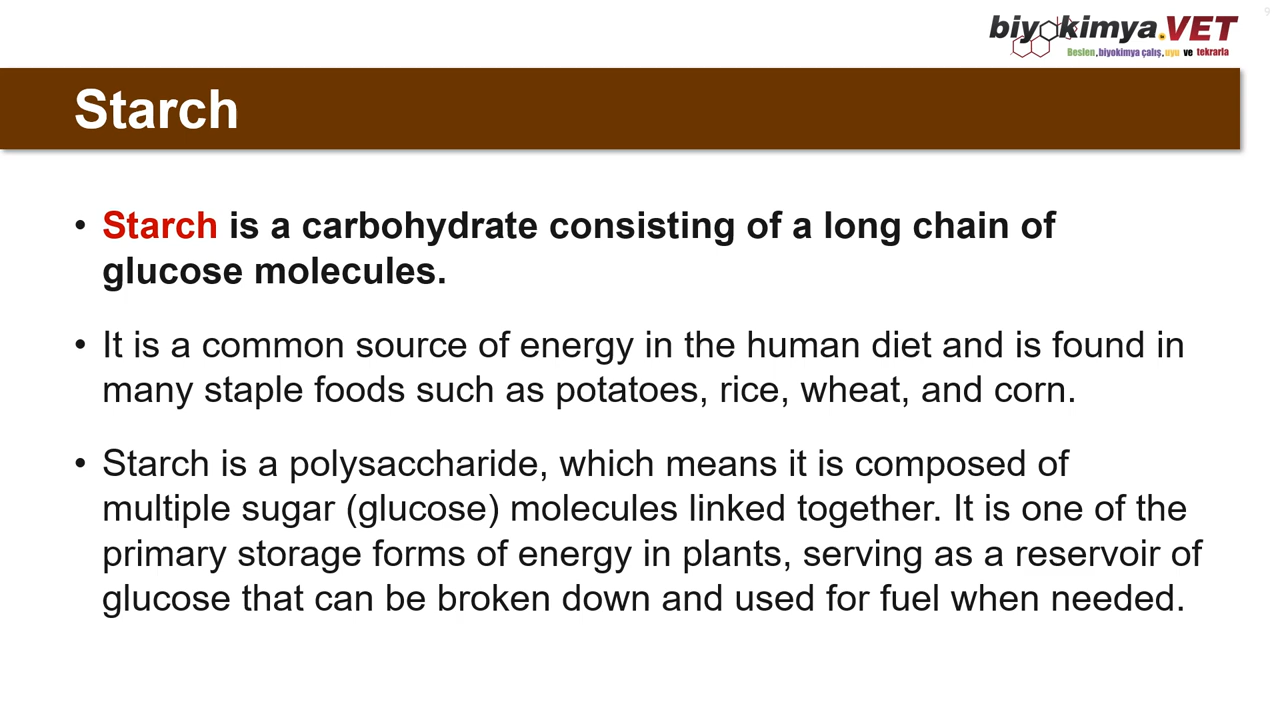 9
biyokimya.VET
Beslen,biyokimya çalış,uyu ve tekrarla
Starch
• Starch is a carbohydrate consisting of a long chain of
glucose molecules.
• It is a common source of energy in the human diet and is found in
many staple foods such as potatoes, rice, wheat, and corn.
• Starch is a polysaccharide, which means it is composed of
multiple sugar (glucose) molecules linked together. It is one of the
primary storage forms of energy in plants, serving as a reservoir of
glucose that can be broken down and used for fuel when needed.